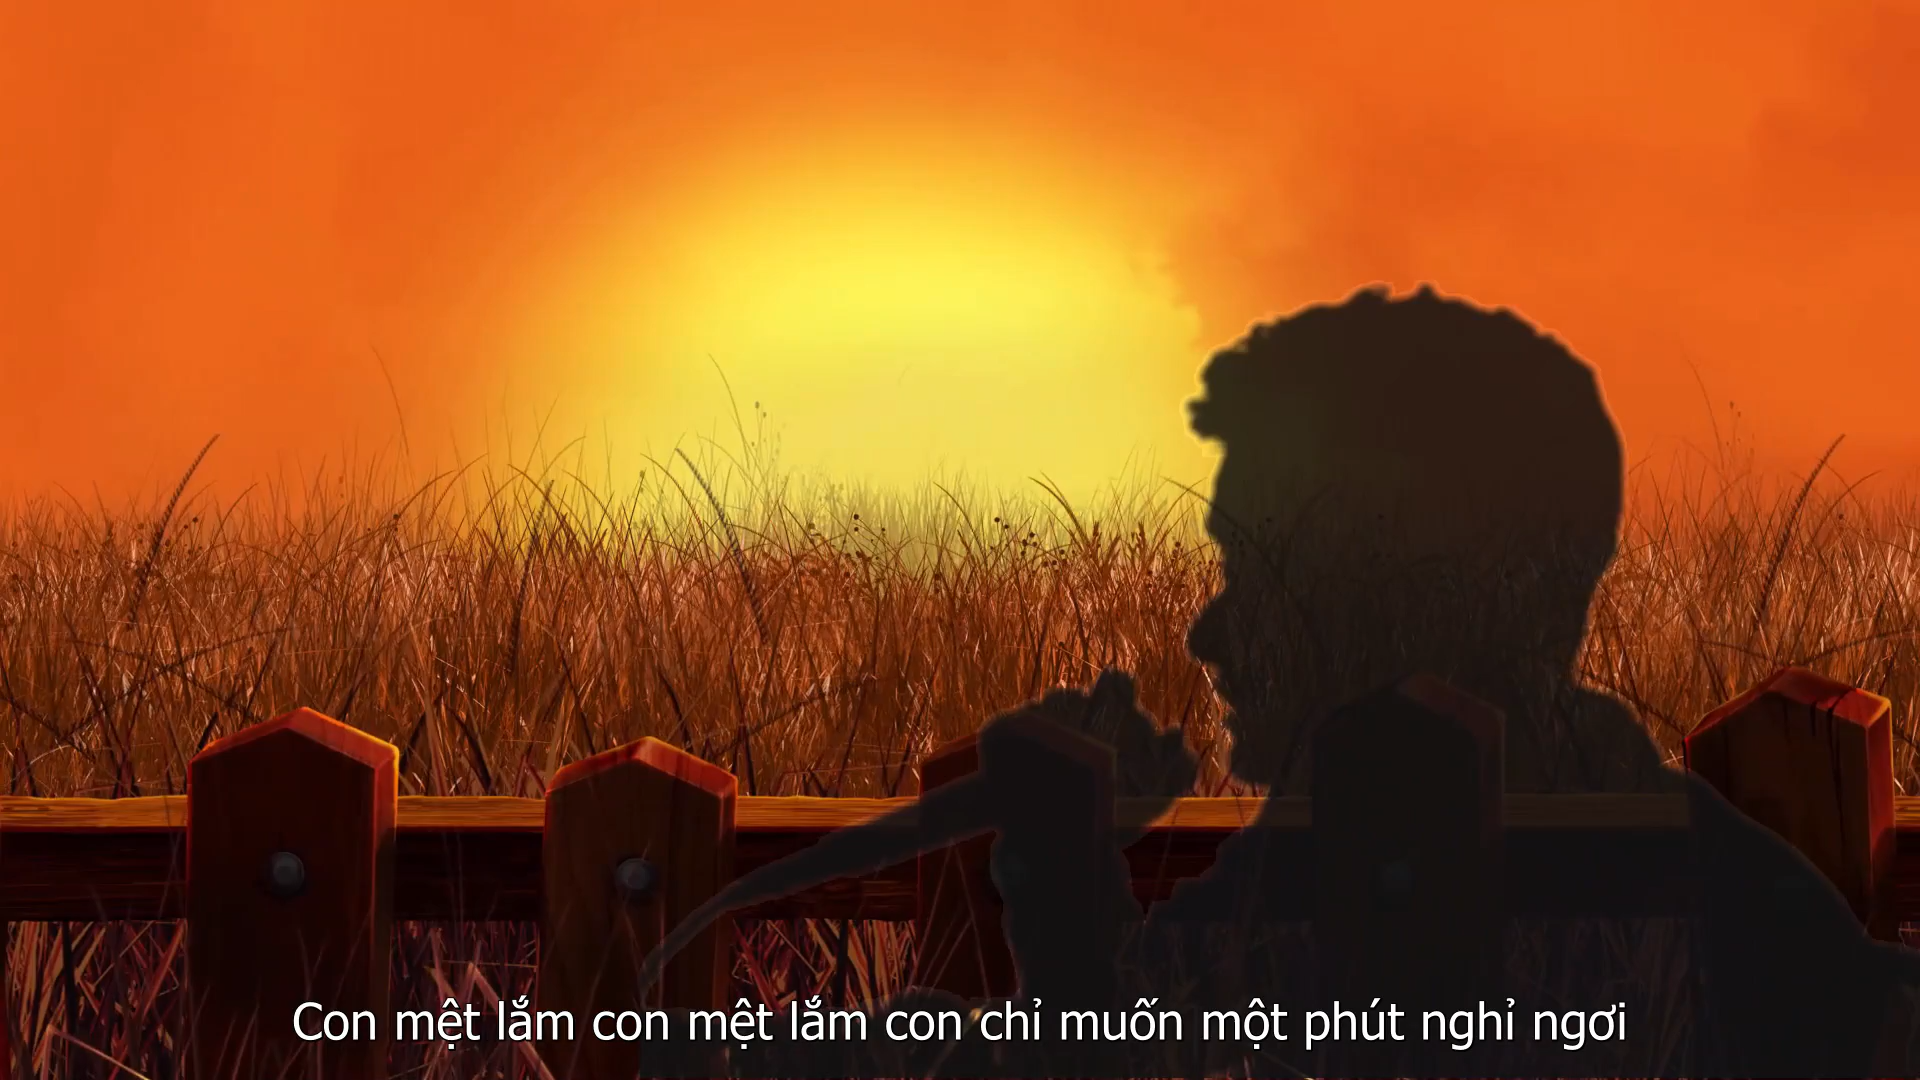 Con mệt lắm con mệt lắm con chỉ muốn một phút nghỉ ngơi